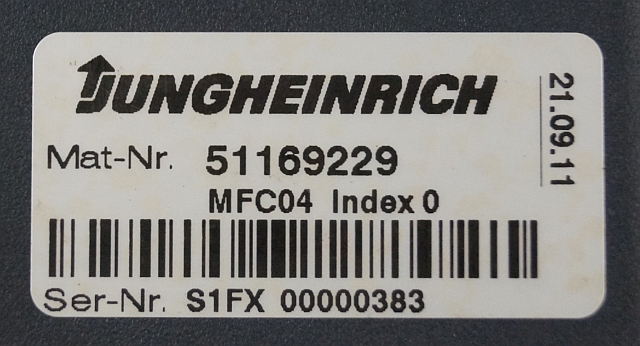 JUNGHEINRICH
Mat-Nr. 51169229
MFC04 Index 0
Ser-Nr. S1FX 00000383
21.09.11